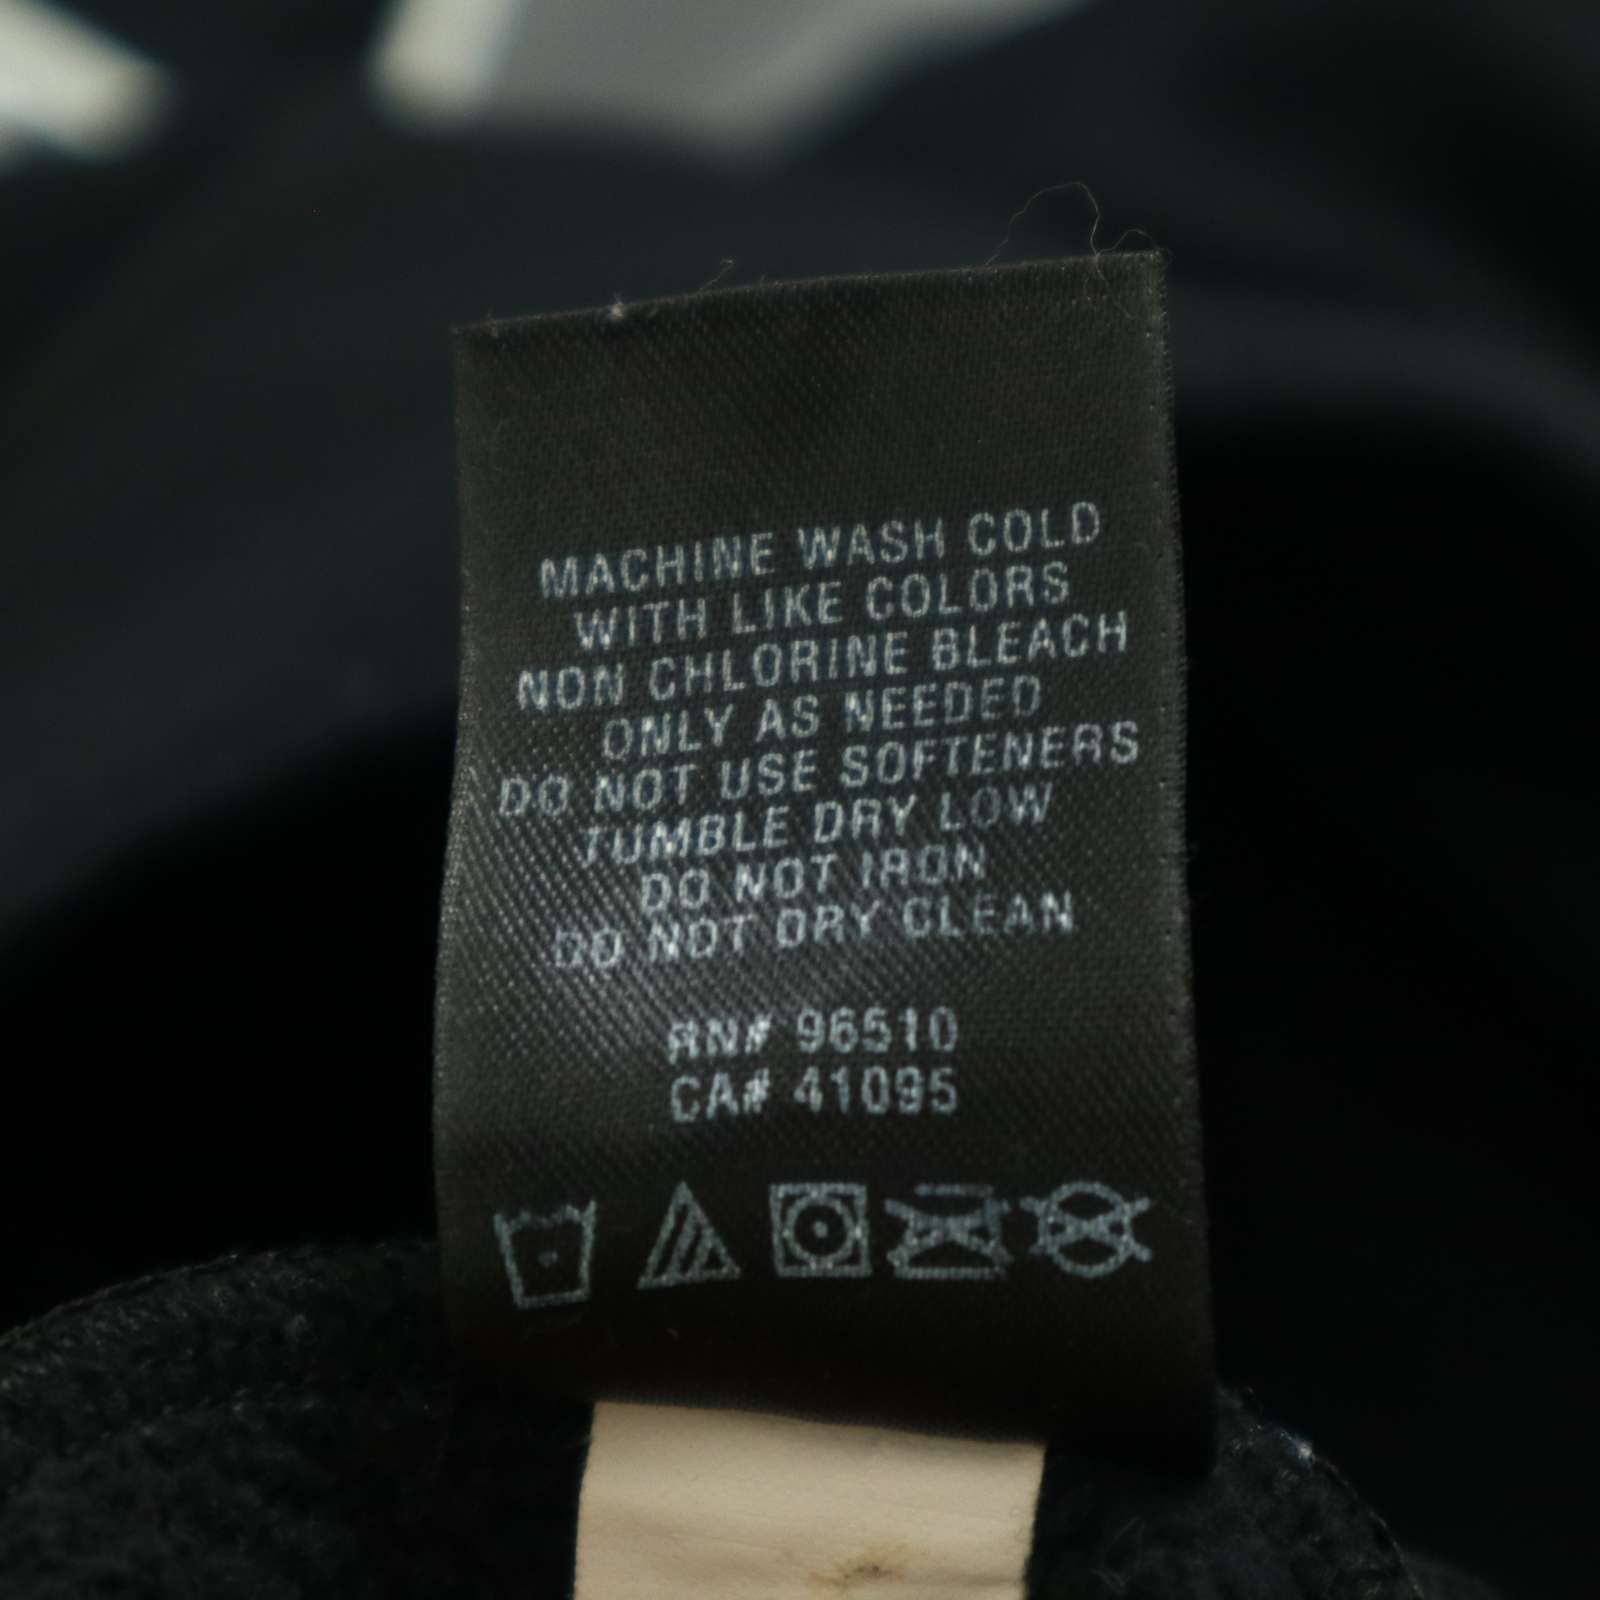 MACHINE WASH COLD
WITH LIKE COLORS
NON CHLORINE BLEACH
ONLY AS NEEDED
DO NOT USE SOFTENERS
TUMBLE DRY LOW
DO NOT IRON
DO NOT DRY CLEAN
RN# 96510
CA# 41095